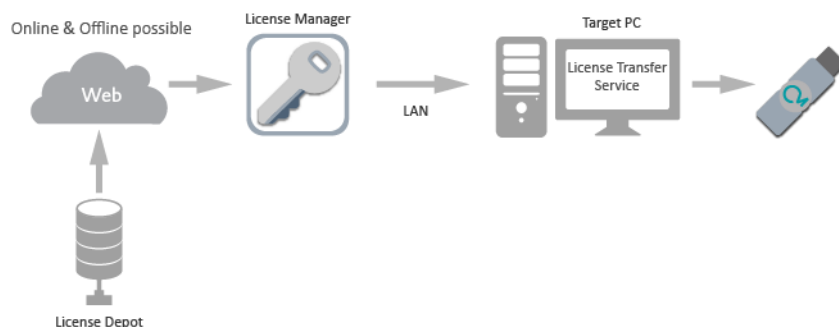 Online & Offline possible
License Manager
Target PC
Web
License Transfer
Service
LAN
License Depot